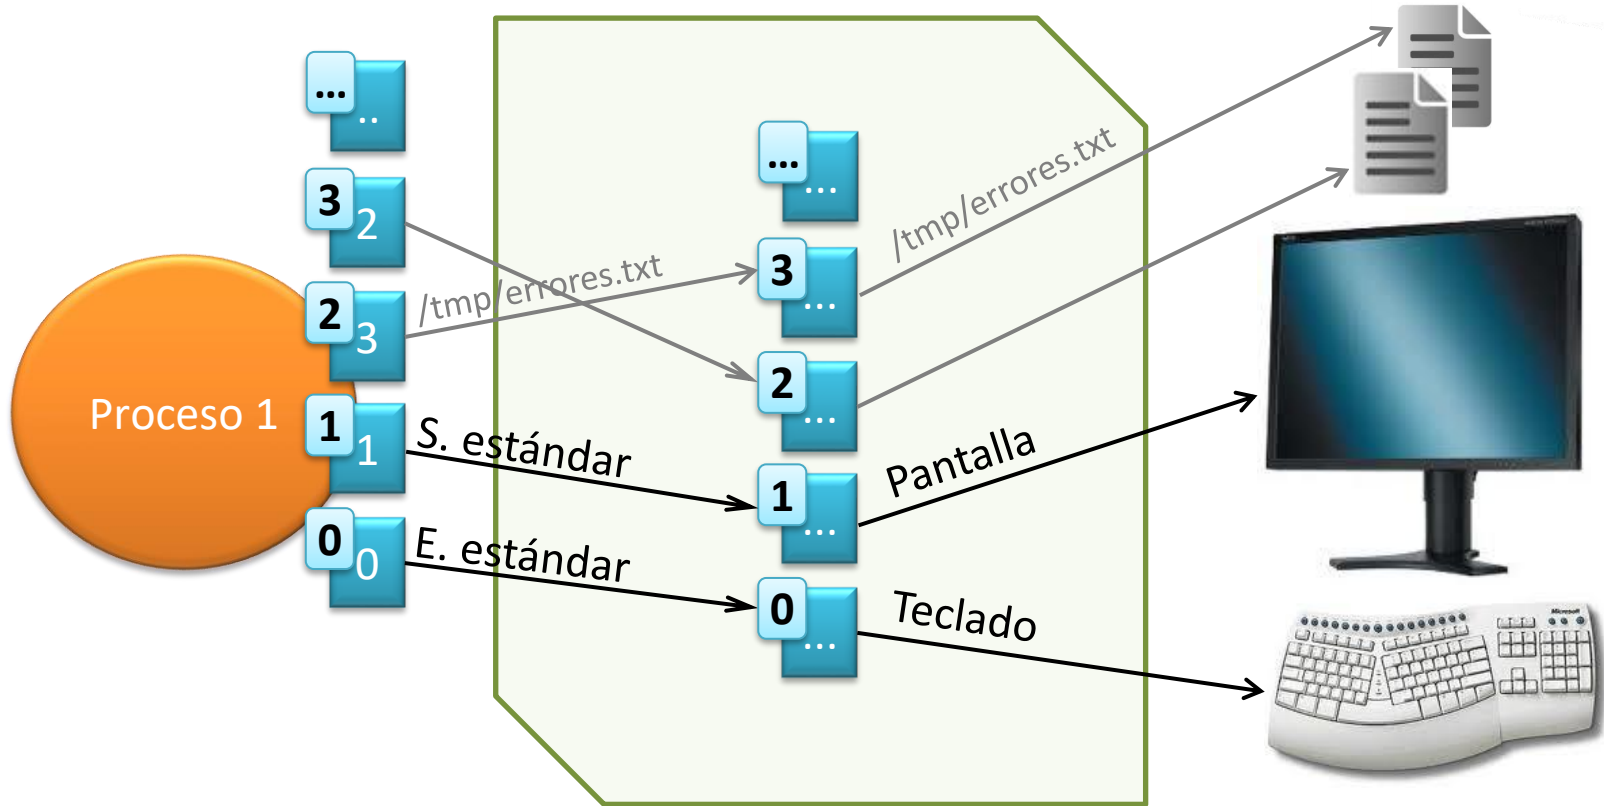 ...
..
3
2
2
3
Proceso 1
1
1
0
0
/tmp/errores.txt
S. estándar
E. estándar
...
...
3
...
2
...
1
...
0
...
/tmp/errores.txt
Pantalla
Teclado
Microsoft